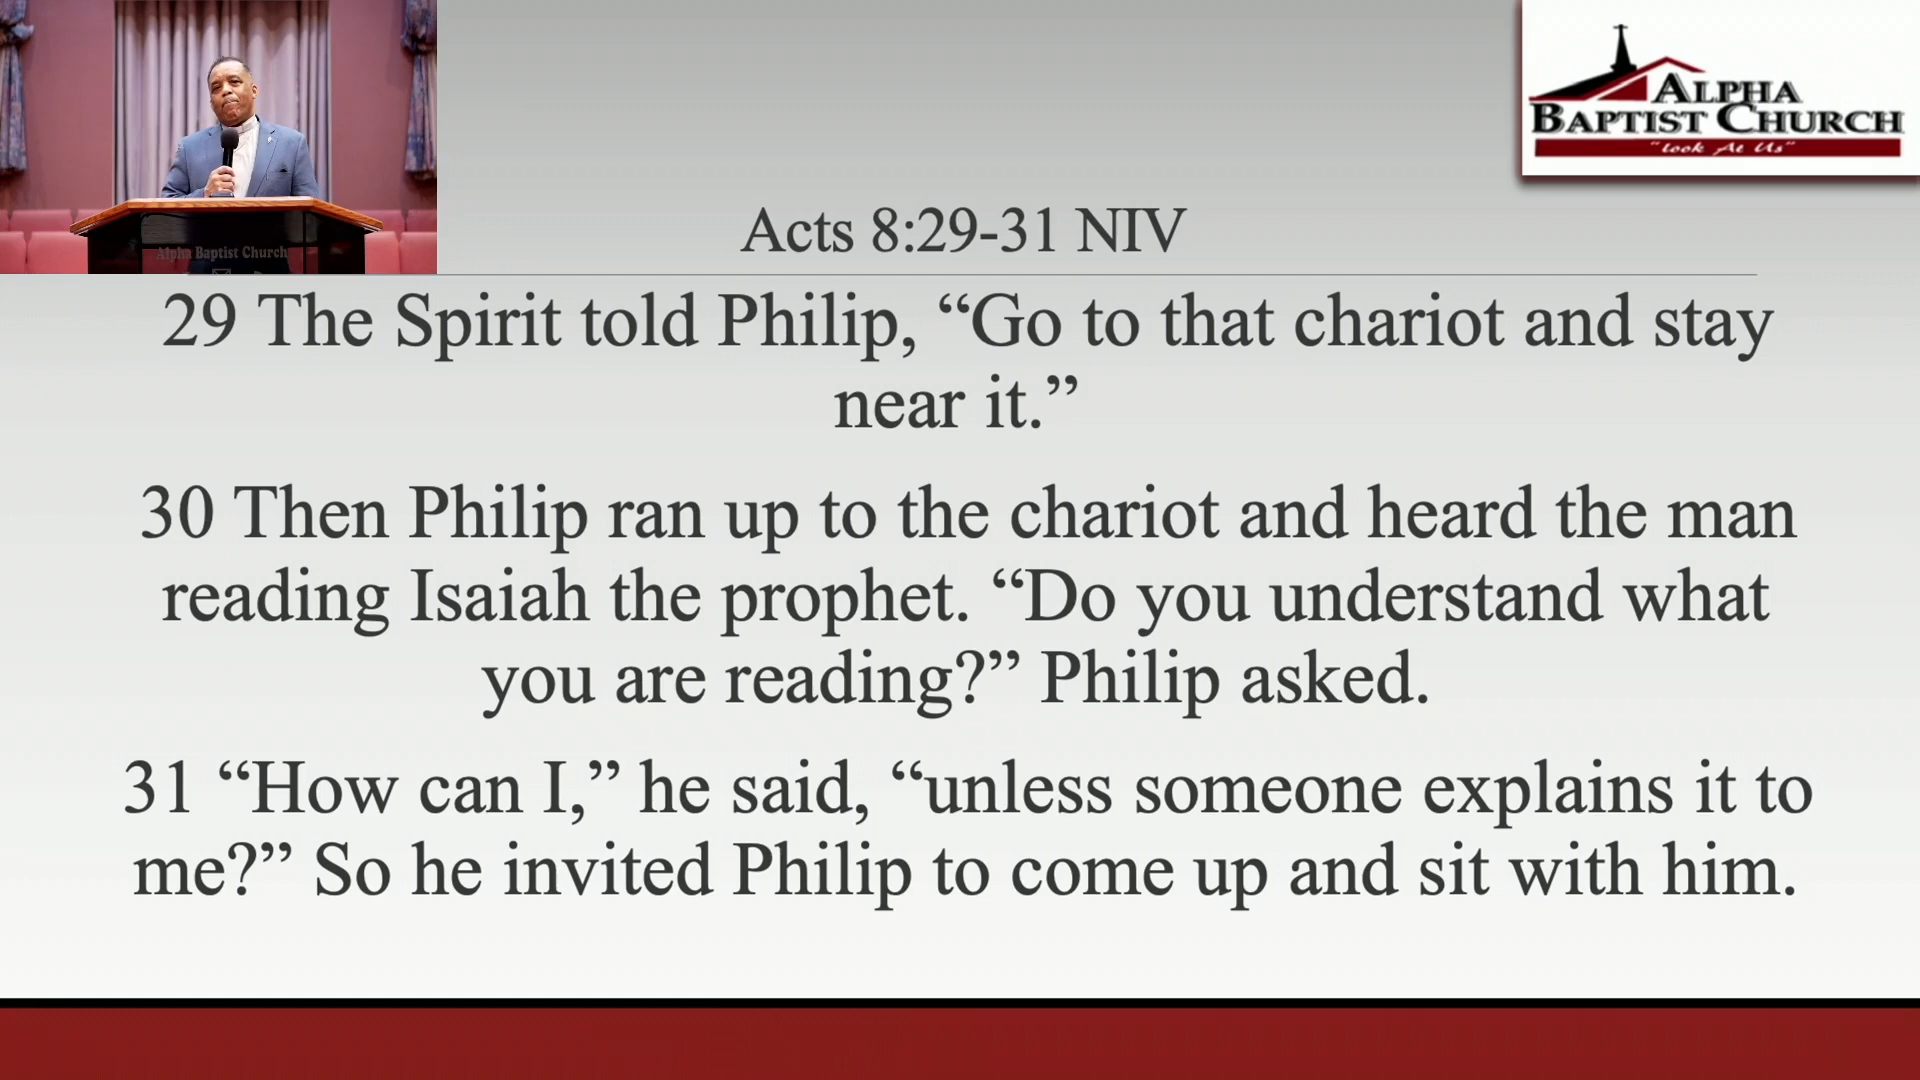 ALPHA
BAPTIST CHURCH
"Look At Us"
Alpha Baptist Church
Acts 8:29-31 NIV
29 The Spirit told Philip, “Go to that chariot and stay
near it.”
30 Then Philip ran up to the chariot and heard the man
reading Isaiah the prophet. “Do you understand what
you are reading?” Philip asked.
31 “How can I,” he said, “unless someone explains it to
me?” So he invited Philip to come up and sit with him.